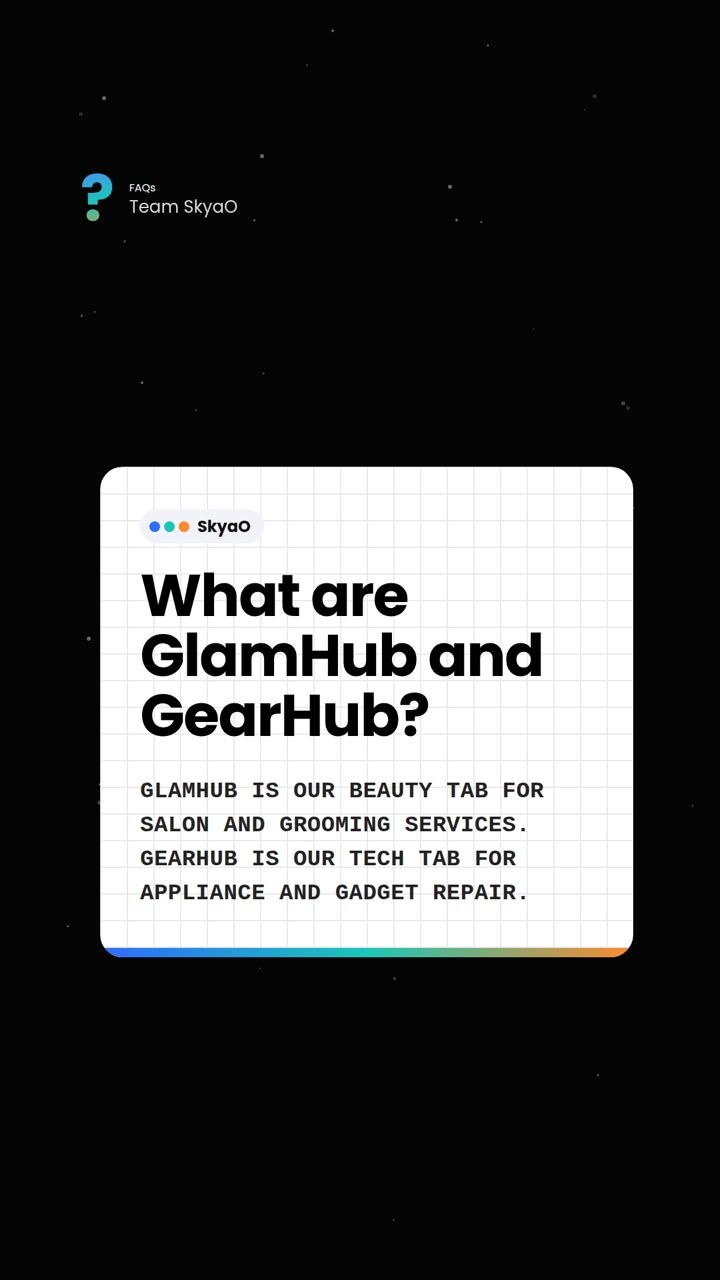 ?
FAQs
Team SkyaO
SkyaO
What are
GlamHub and
GearHub?
GLAMHUB IS OUR BEAUTY TAB FOR
SALON AND GROOMING SERVICES.
GEARHUB IS OUR TECH TAB FOR
APPLIANCE AND GADGET REPAIR.